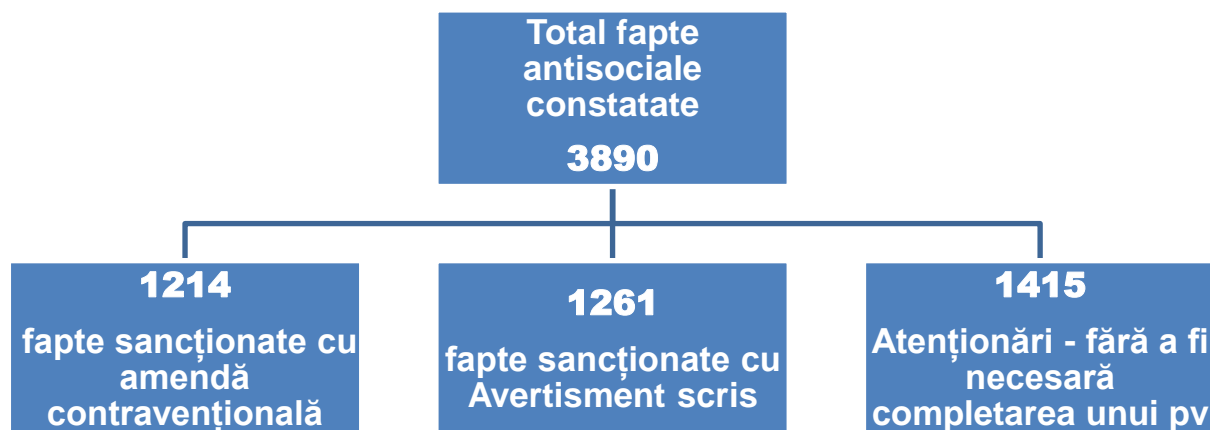 Total fapte
antisociale
constatate
3890
1214
fapte sancționate cu
amendă
contravențională
1261
fapte sancționate cu
Avertisment scris
1415
Atenționări - fără a fi
necesară
completarea unui pv